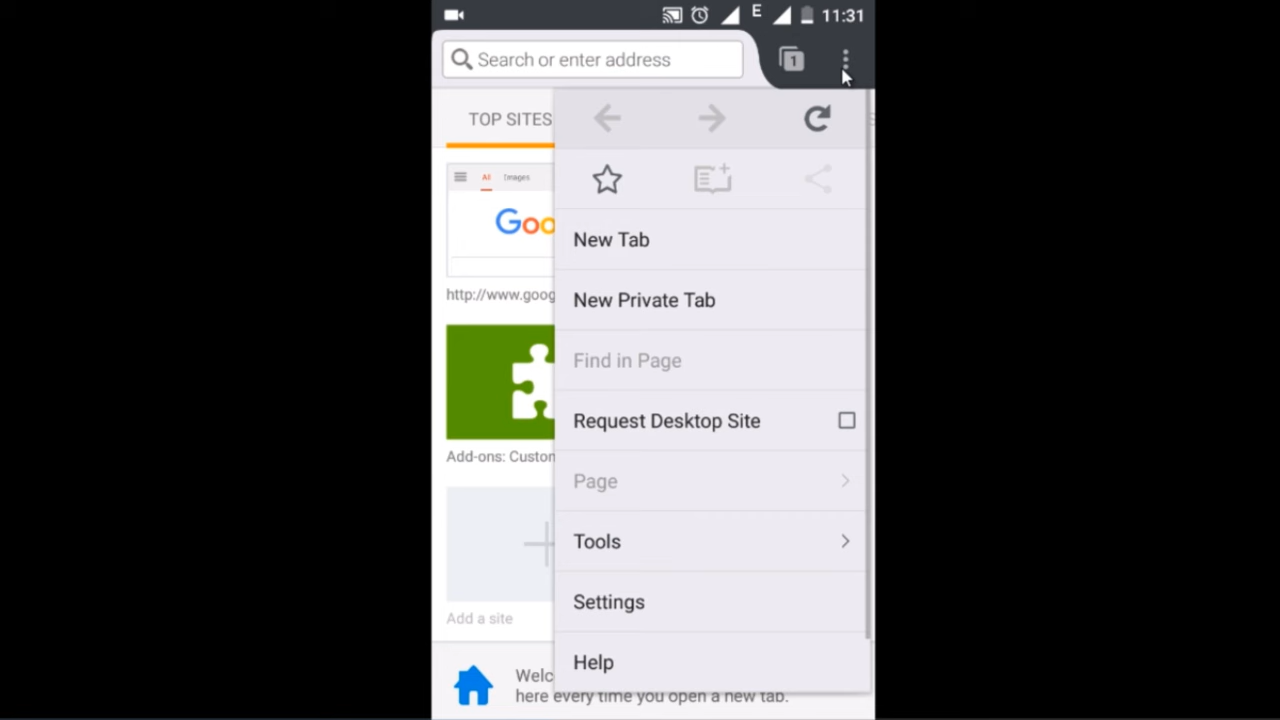 E 11:31
Search or enter address
1
TOP SITES
All Images
Goo
http://www.goog
Add-ons: Custom
Add a site
New Tab
New Private Tab
Find in Page
Request Desktop Site
Page
Tools
Settings
Help
Welc
here every time you open a new tab.